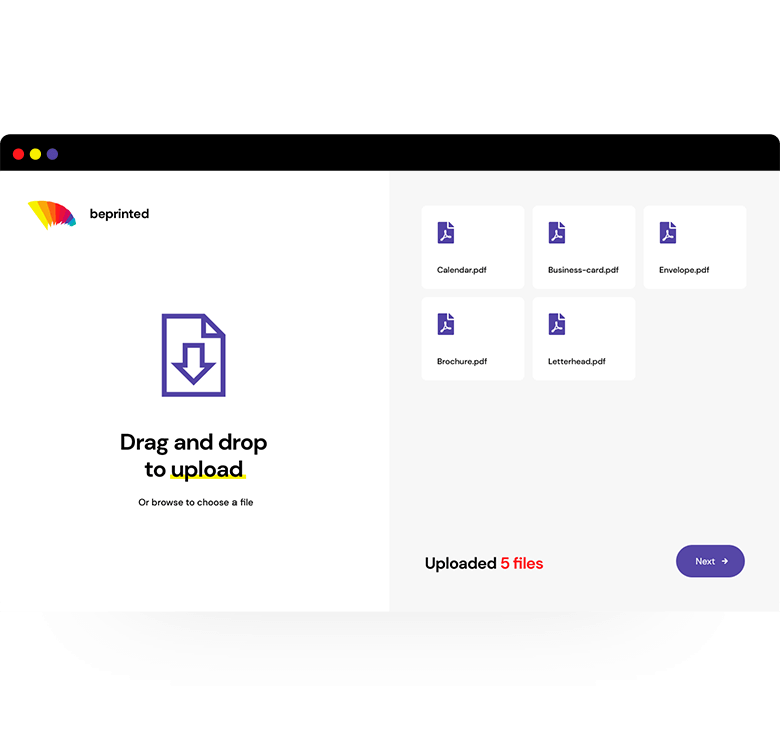 beprinted
Drag and drop
to upload
Or browse to choose a file
Calendar.pdf
Business-card.pdf
Envelope.pdf
Brochure.pdf
Letterhead.pdf
Uploaded 5 files
Next →